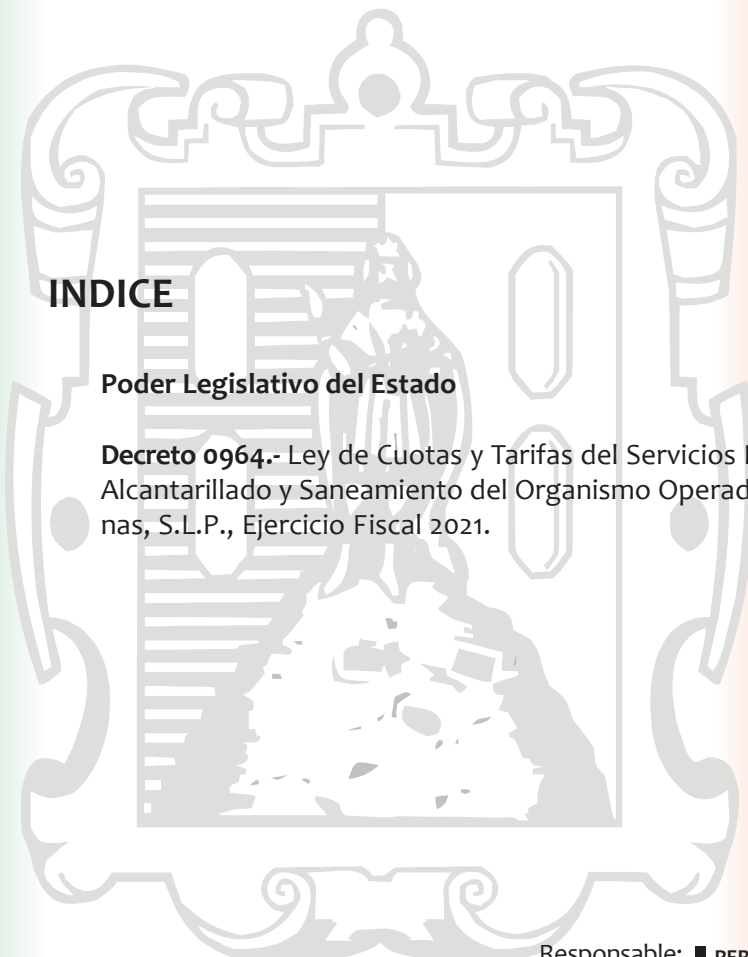 INDICE
Poder Legislativo del Estado
Decreto 0964.- Ley de Cuotas y Tarifas del Servicios
Alcantarillado y Saneamiento del Organismo
nas, S.L.P., Ejercicio Fiscal 2021.
Responsable: